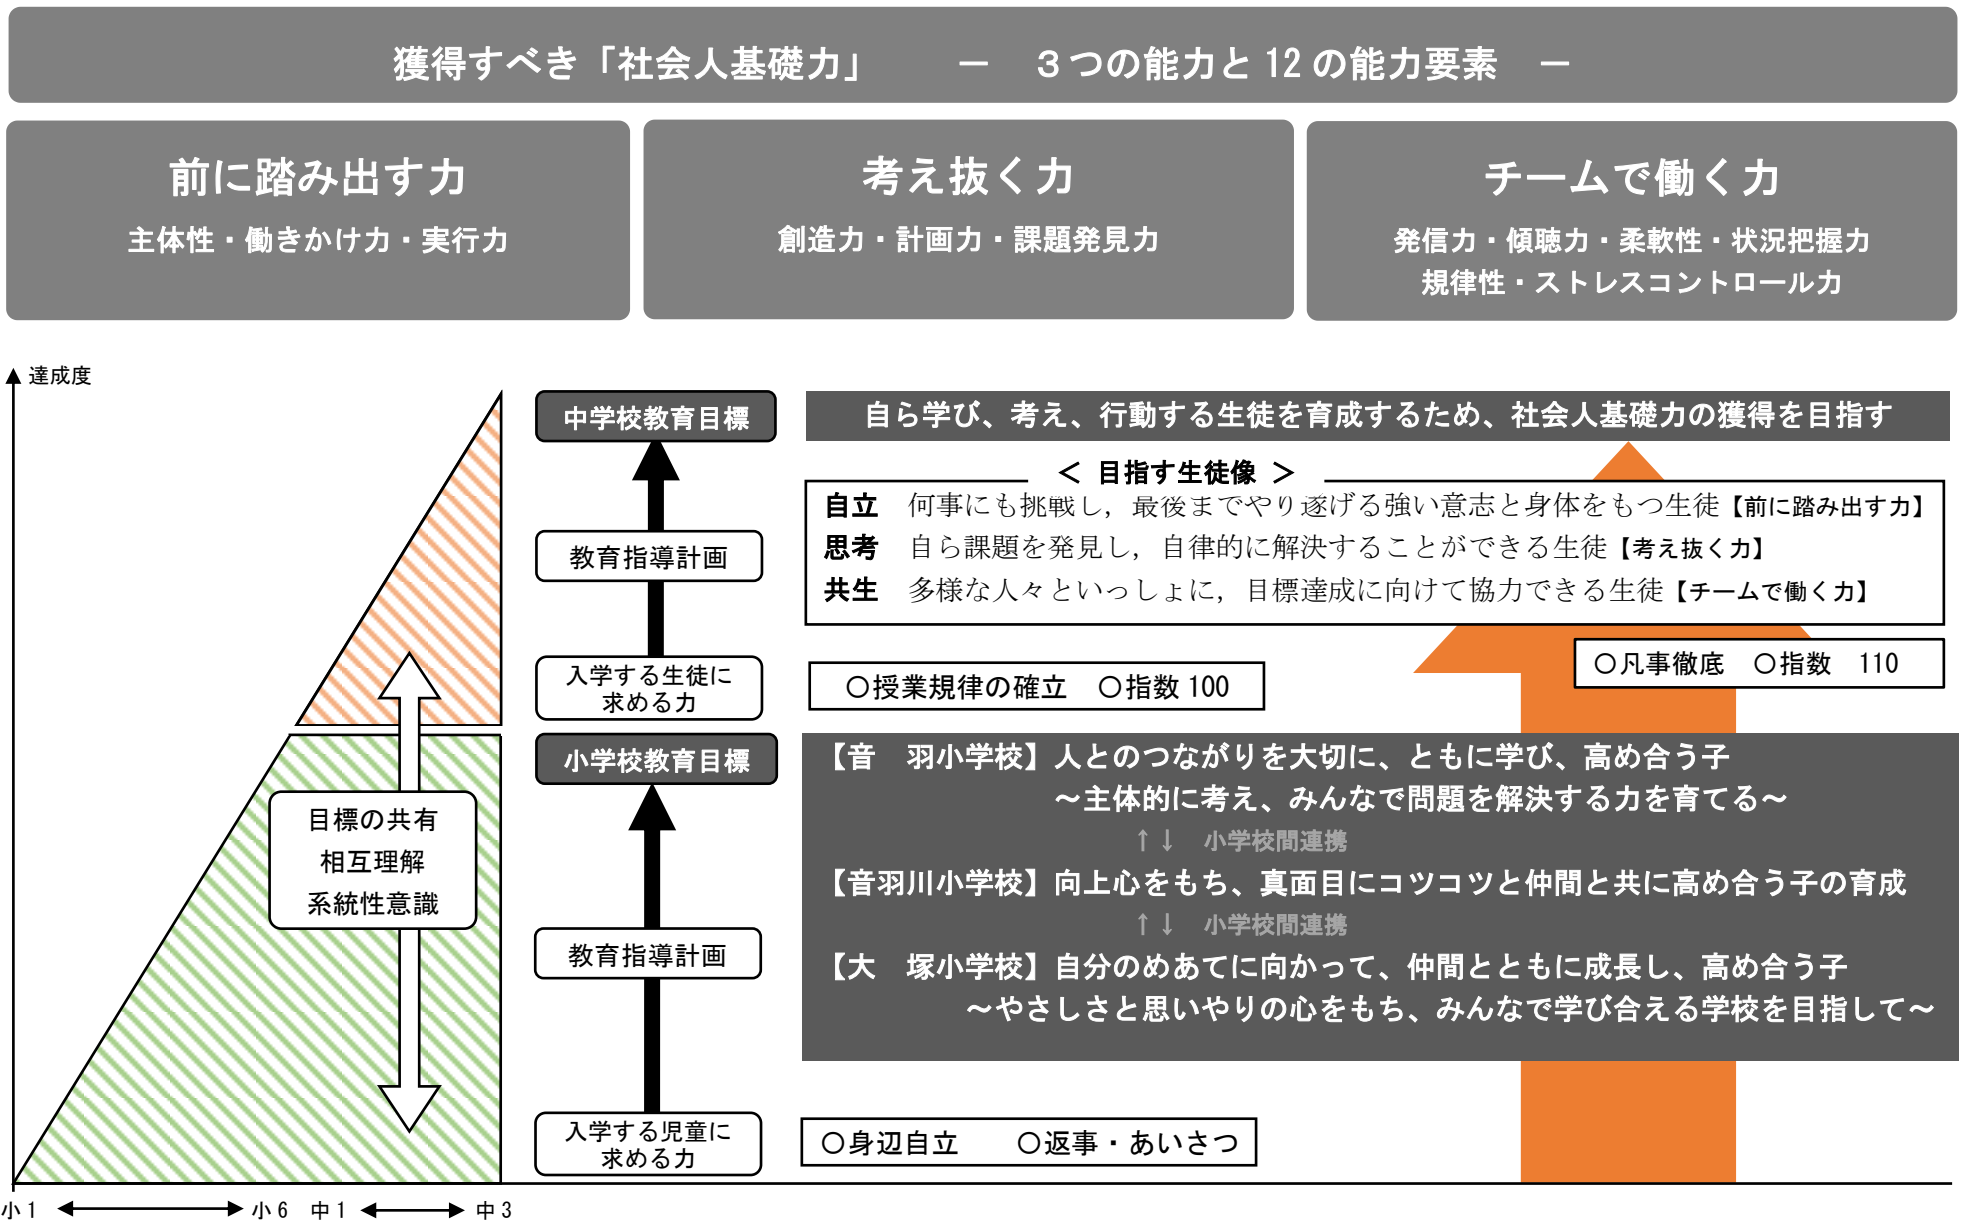 獲得すべき「社会人基礎力」　－　３つの能力と 12 の能力要素　－
前に踏み出す力
主体性・働きかけ力・実行力
考え抜く力
創造力・計画力・課題発見力
チームで働く力
発信力・傾聴力・柔軟性・状況把握力
規律性・ストレスコントロール力
達成度
中学校教育目標
自ら学び、考え、行動する生徒を育成するため、社会人基礎力の獲得を目指す
＜ 目指す生徒像 ＞
自立　何事にも挑戦し，最後までやり遂げる強い意志と身体をもつ生徒【前に踏み出す力】
思考　自ら課題を発見し，自律的に解決することができる生徒【考え抜く力】
共生　多様な人々といっしょに，目標達成に向けて協力できる生徒【チームで働く力】
教育指導計画
入学する生徒に
求める力
○授業規律の確立　○指数 100
○凡事徹底　○指数　110
小学校教育目標
【音　羽小学校】人とのつながりを大切に、ともに学び、高め合う子
～主体的に考え、みんなで問題を解決する力を育てる～
↑↓　小学校間連携
【音羽川小学校】向上心をもち、真面目にコツコツと仲間と共に高め合う子の育成
↑↓　小学校間連携
【大　塚小学校】自分のめあてに向かって、仲間とともに成長し、高め合う子
～やさしさと思いやりの心をもち、みんなで学び合える学校を目指して～
目標の共有
相互理解
系統性意識
教育指導計画
入学する児童に
求める力
○身辺自立　　○返事・あいさつ
小 1　小 6　中 1　中 3